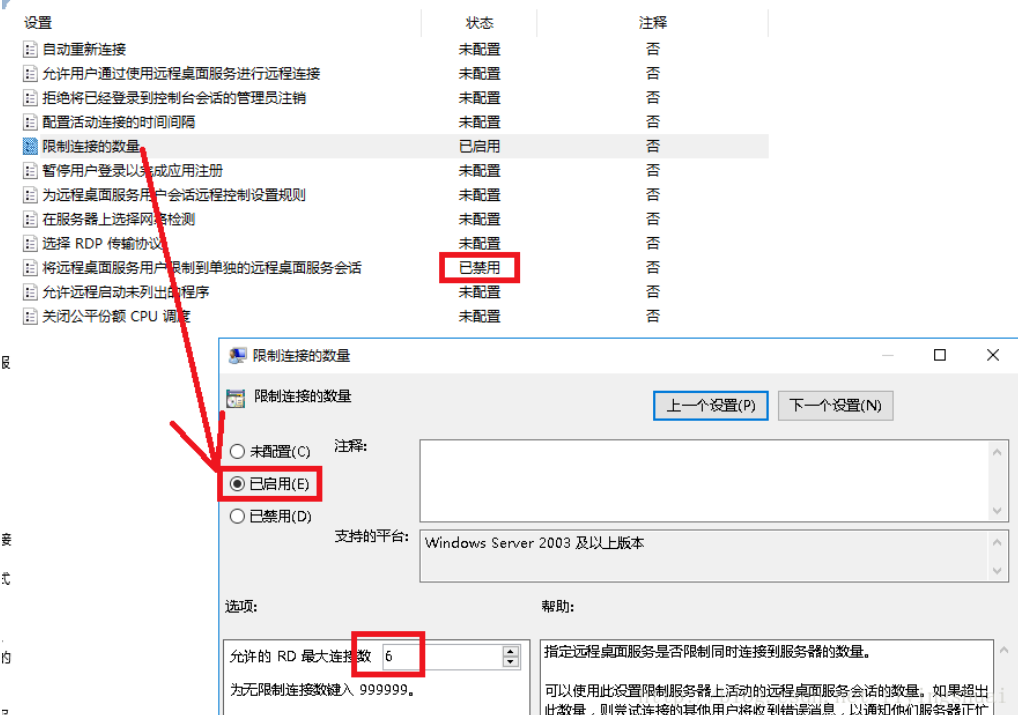 设置 状态 注释
自动重新连接 未配置 否
允许用户通过使用远程桌面服务进行远程连接 未配置 否
拒绝将已经登录到控制台会话的管理员注销 未配置 否
配置活动连接的时间间隔 未配置 否
限制连接的数量 已启用 否
暂停用户登录以完成应用注册 未配置 否
为远程桌面服务用户会话远程控制设置规则 未配置 否
在服务器上选择网络检测 未配置 否
选择 RDP 传输协议 未配置 否
将远程桌面服务用户限制到单独的远程桌面服务会话 已禁用 否
允许远程启动未列出的程序 未配置 否
关闭公平份额 CPU 调度 未配置 否
报
接
式
的
限制连接的数量
限制连接的数量
上一个设置(P) 下一个设置(N)
未配置(C) 注释:
已启用(E)
已禁用(D)
支持的平台: Windows Server 2003 及以上版本
选项: 帮助:
允许的 RD 最大连接数 6
为无限制连接数键入 999999。
指定远程桌面服务是否限制同时连接到服务器的数量。
可以使用此设置限制服务器上活动的远程桌面服务会话的数量。如果超出
此数量，则尝试连接的其他用户将收到错误消息，以通知他们服务器正忙